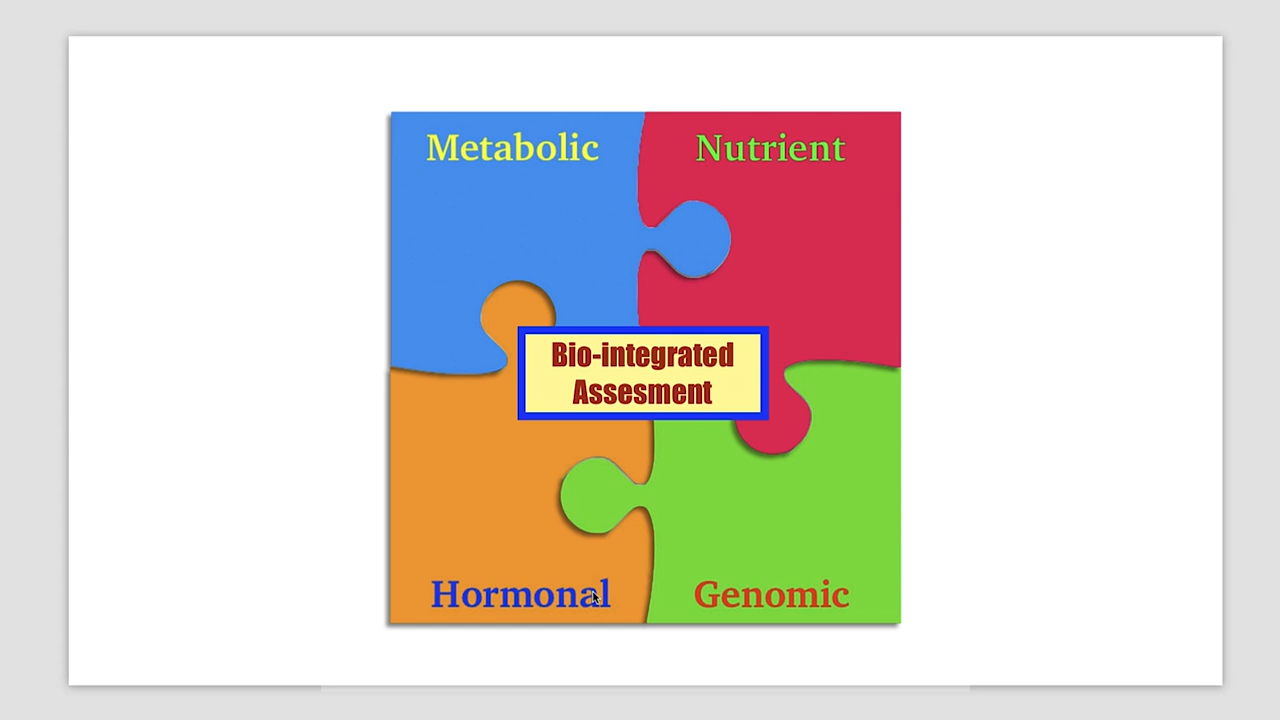 Metabolic
Nutrient
Bio-integrated
Assesment
Hormonal
Genomic